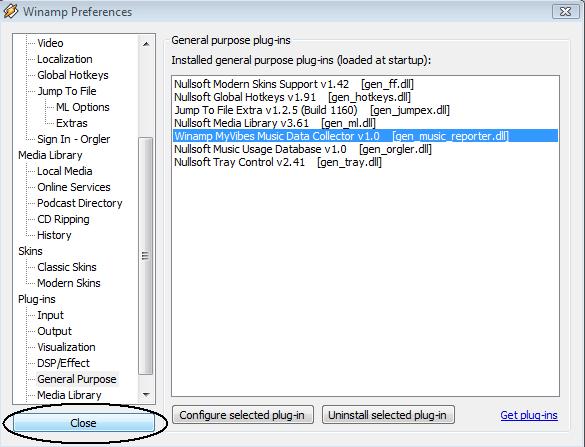 Winamp Preferences
Video
Localization
Global Hotkeys
Jump To File
ML Options
Extras
Sign In - Orgler
Media Library
Local Media
Online Services
Podcast Directory
CD Ripping
History
Skins
Classic Skins
Modern Skins
Plug-ins
Input
Output
Visualization
DSP/Effect
General Purpose
Media Library
Close
General purpose plug-ins
Installed general purpose plug-ins (loaded at startup):
Nullsoft Modern Skins Support v1.42 [gen_ff.dll]
Nullsoft Global Hotkeys v1.91 [gen_hotkeys.dll]
Jump To File Extra v1.2.5 (Build 1160) [gen_jumpex.dll]
Nullsoft Media Library v3.61 [gen_ml.dll]
Winamp MyVibes Music Data Collector v1.0 [gen_music_reporter.dll]
Nullsoft Music Usage Database v1.0 [gen_orgler.dll]
Nullsoft Tray Control v2.41 [gen_tray.dll]
Configure selected plug-in
Uninstall selected plug-in
Get plug-ins